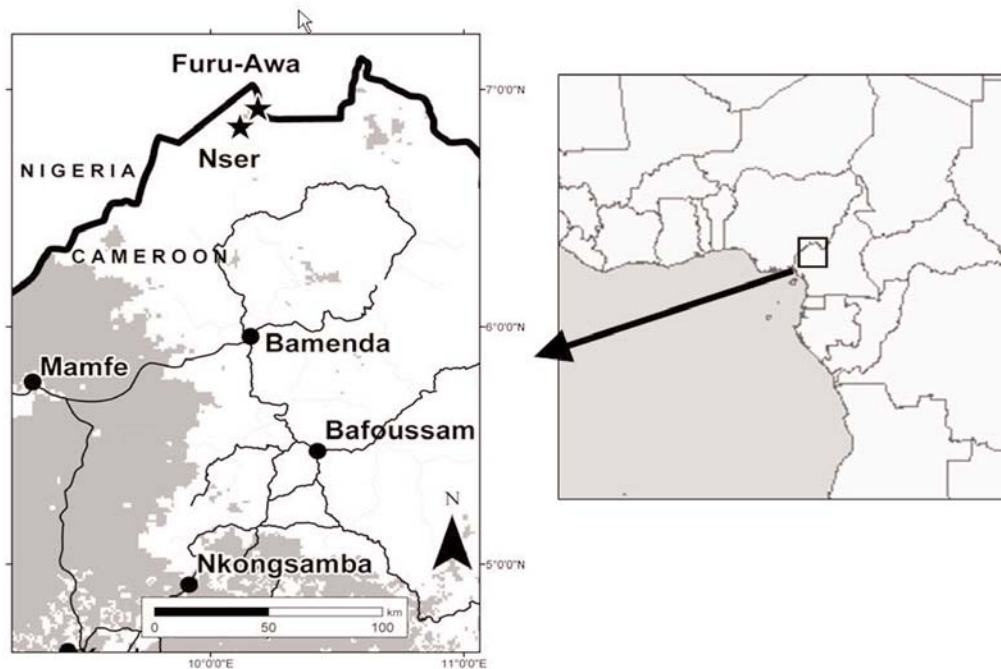 Furu-Awa
7°0'0"N
Nser
NIGERIA
CAMEROON
6°0'0"N
Bamenda
Mamfe
Bafoussam
N
5°0'0"N
Nkongsamba
km
0 50 100
10°0'0"E 11°0'0"E